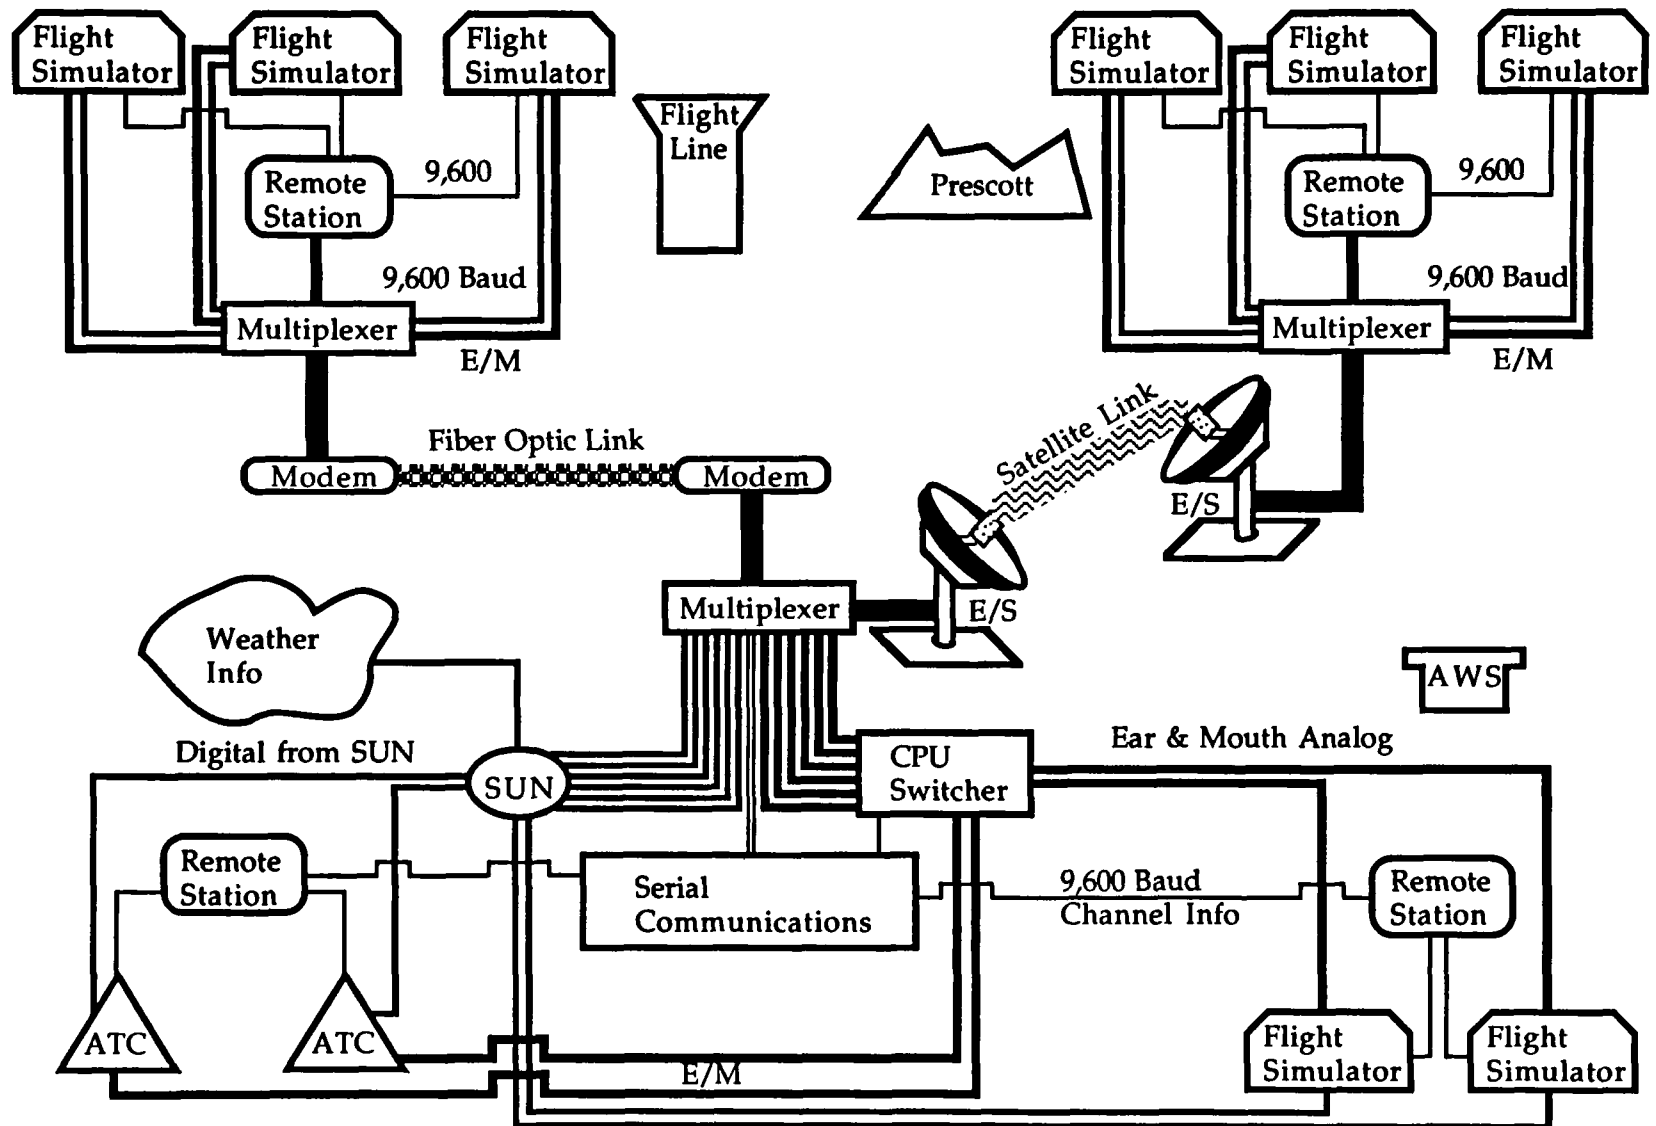 Flight
Simulator
Flight
Simulator
Flight
Simulator
Flight
Line
Prescott
Flight
Simulator
Flight
Simulator
Flight
Simulator
Remote
Station
9,600
9,600 Baud
Multiplexer
E/M
Remote
Station
9,600
9,600 Baud
Multiplexer
E/M
Fiber Optic Link
Modem
Modem
Satellite Link
E/S
Multiplexer
E/S
Weather
Info
AWS
Digital from SUN
SUN
CPU
Switcher
Ear & Mouth Analog
Remote
Station
Serial
Communications
9,600 Baud
Channel Info
Remote
Station
ATC
ATC
E/M
Flight
Simulator
Flight
Simulator